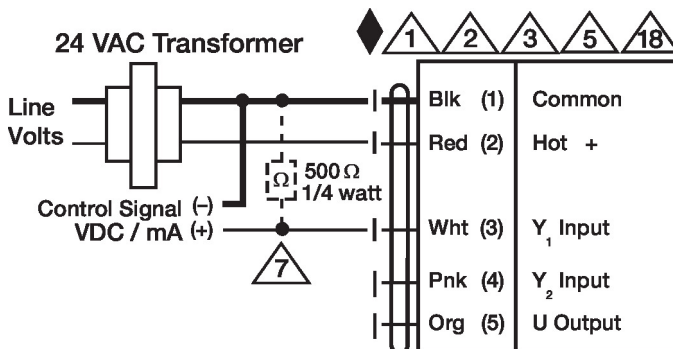 24 VAC Transformer
1 2 3 5 18
Line
Volts
Blk (1) Common
Red (2) Hot +
Ω 500 Ω
1/4 watt
Control Signal (–)
VDC / mA (+)
Wht (3) Y1 Input
7
Pnk (4) Y2 Input
Org (5) U Output